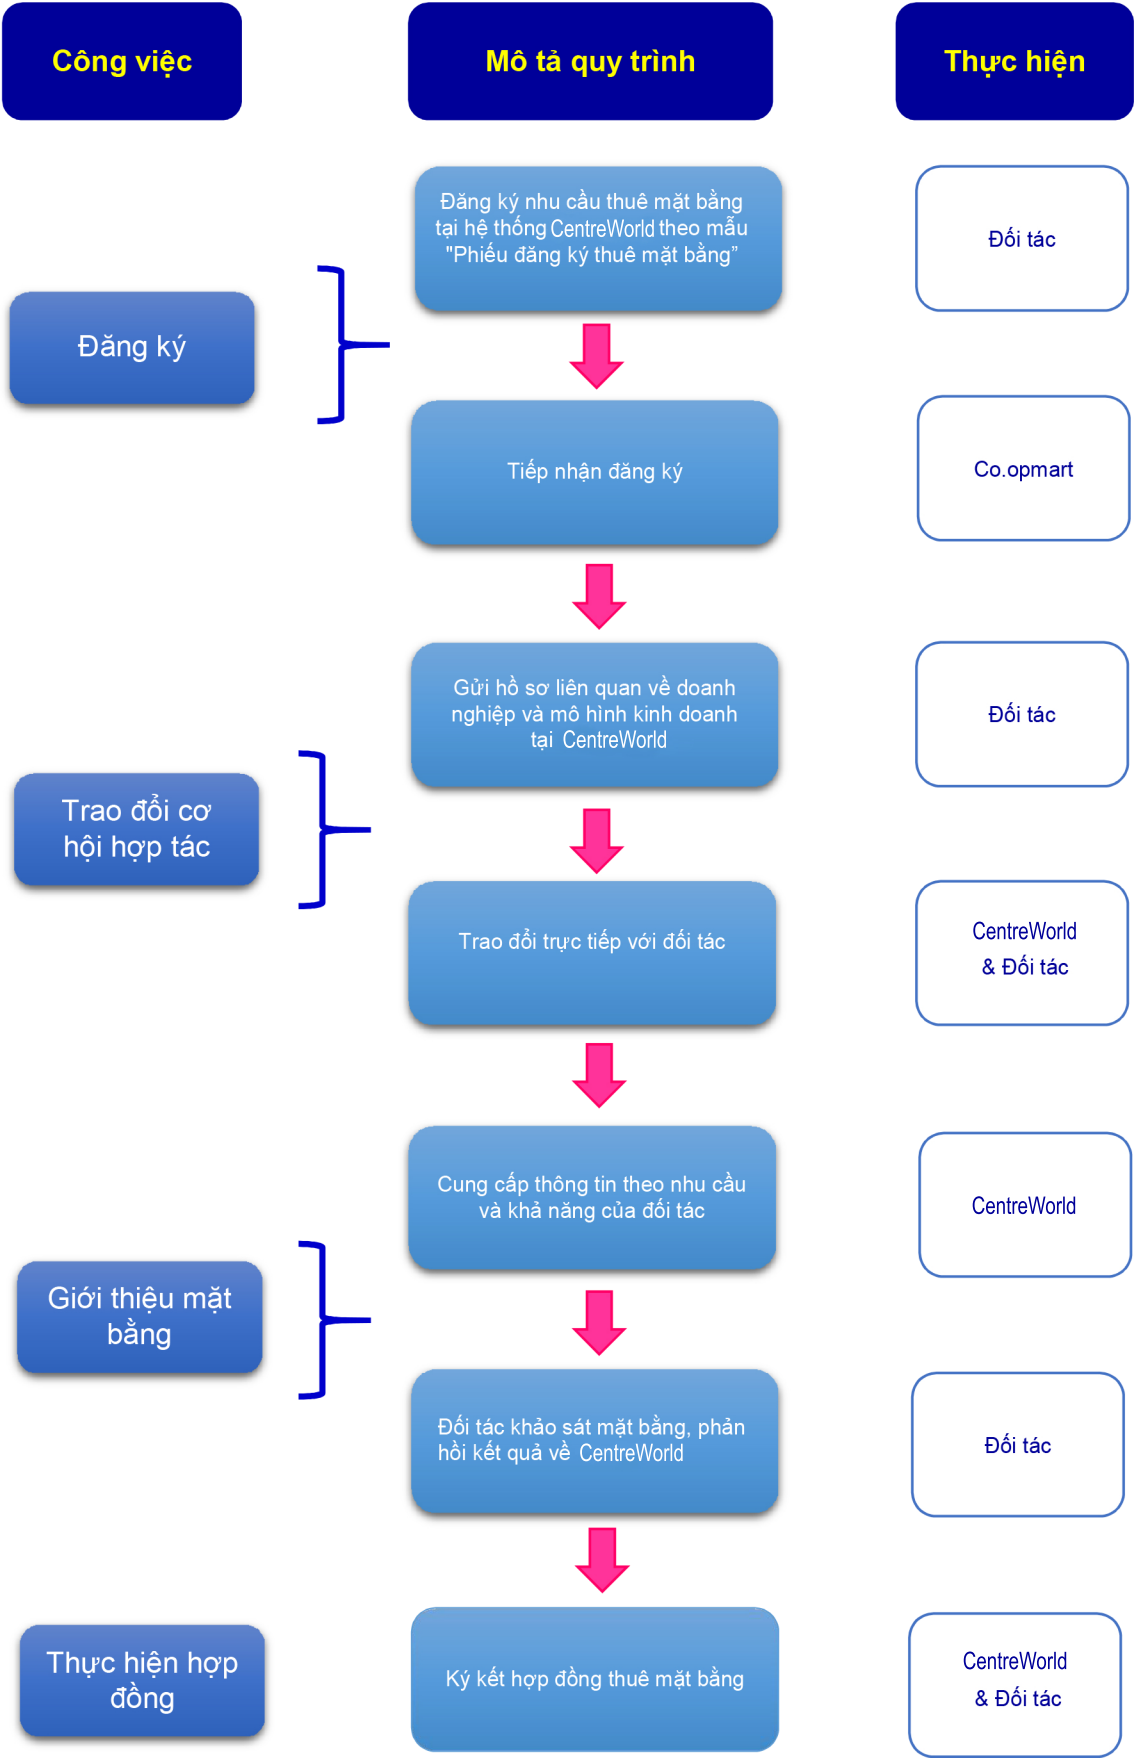 Công việc
Mô tả quy trình
Thực hiện
Đăng ký nhu cầu thuê mặt bằng
tại hệ thống CentreWorld theo mẫu
"Phiếu đăng ký thuê mặt bằng”
Đối tác
Đăng ký
Tiếp nhận đăng ký
Co.opmart
Gửi hồ sơ liên quan về doanh
nghiệp và mô hình kinh doanh
tại CentreWorld
Đối tác
Trao đổi cơ
hội hợp tác
Trao đổi trực tiếp với đối tác
CentreWorld
& Đối tác
Cung cấp thông tin theo nhu cầu
và khả năng của đối tác
CentreWorld
Giới thiệu mặt
bằng
Đối tác khảo sát mặt bằng, phản
hồi kết quả về CentreWorld
Đối tác
Thực hiện hợp
đồng
Ký kết hợp đồng thuê mặt bằng
CentreWorld
& Đối tác